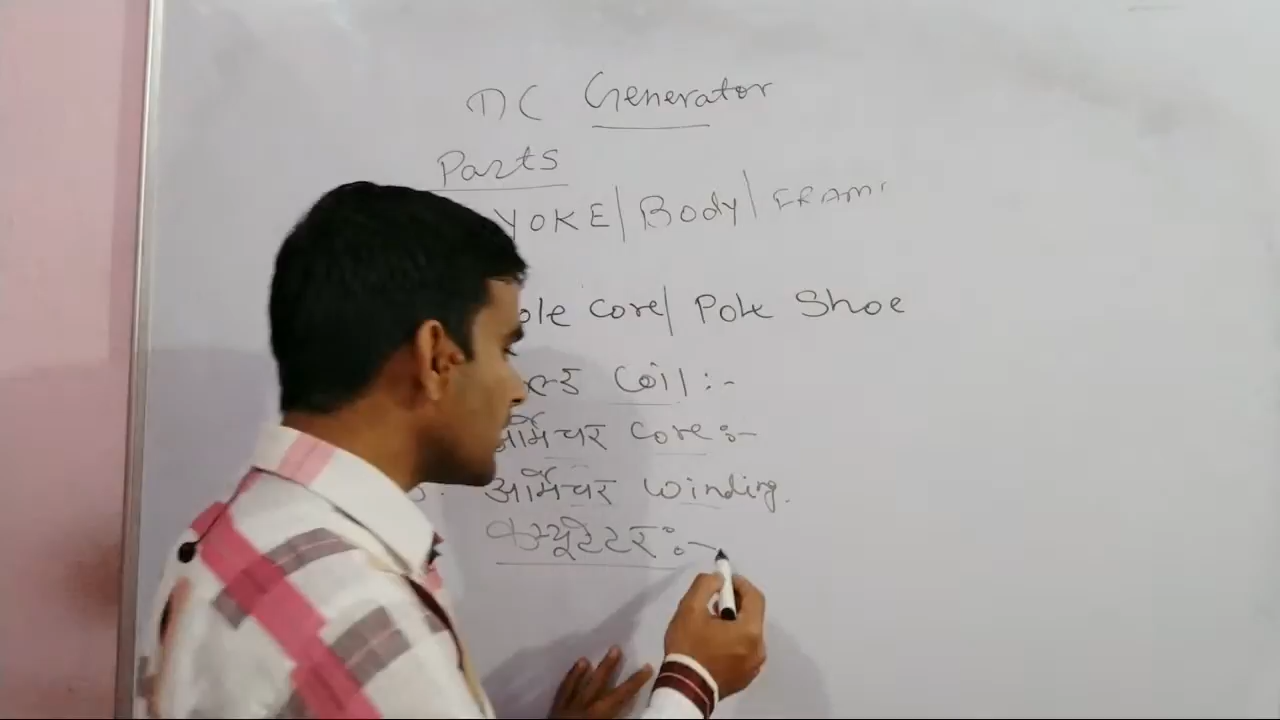 DC Generator
Parts
YOKE/Body/FRAM
ole Core/ Pole Shoe
Coil:-
आर्मेचर Core:-
आर्मेचर Winding.
कम्यूटेटर:-